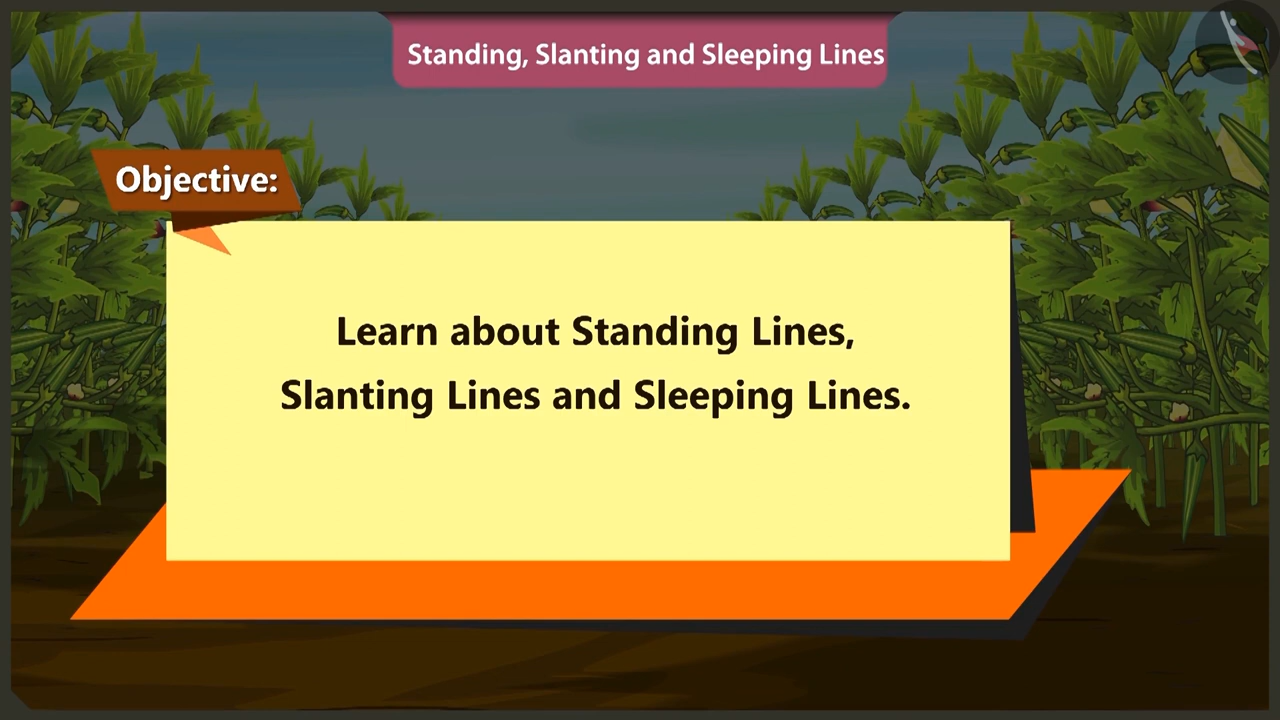 Standing, Slanting and Sleeping Lines
Objective:
Learn about Standing Lines,
Slanting Lines and Sleeping Lines.